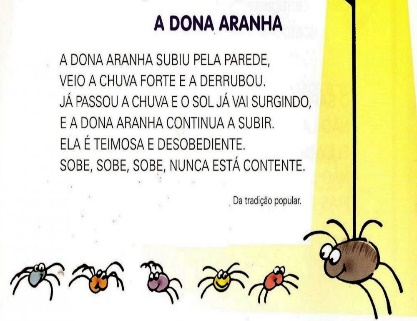 A DONA ARANHA
A DONA ARANHA SUBIU PELA PAREDE,
VEIO A CHUVA FORTE E A DERRUBOU.
JÁ PASSOU A CHUVA E O SOL JÁ VAI SURGINDO,
E A DONA ARANHA CONTINUA A SUBIR.
ELA É TEIMOSA E DESOBEDIENTE.
SOBE, SOBE, SOBE, NUNCA ESTÁ CONTENTE.
Da tradição popular.